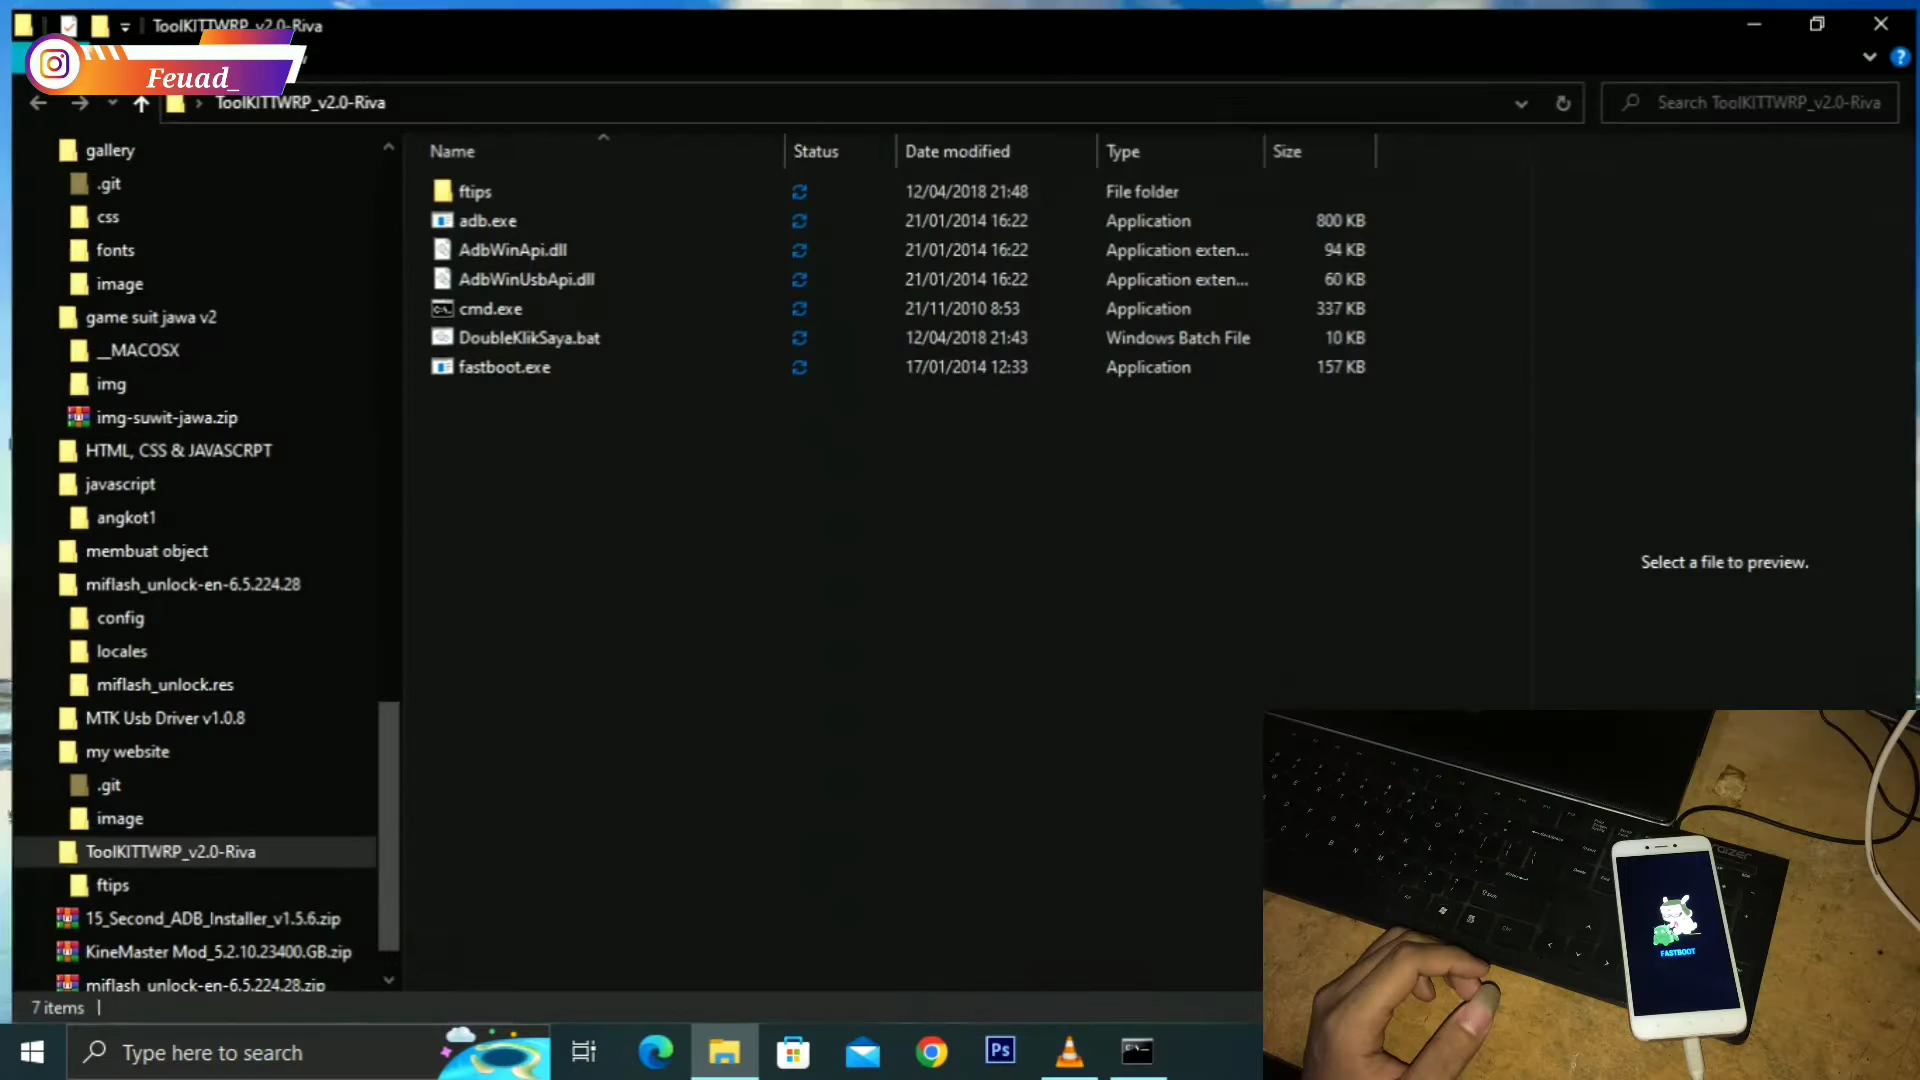 ToolKITTWRP_v2.0-Riva
Feuad_
ToolKITTWRP_v2.0-Riva
Search ToolKITTWRP_v2.0-Riva
Name
Status
Date modified
Type
Size
ftips
12/04/2018 21:48
File folder
adb.exe
21/01/2014 16:22
Application
800 KB
AdbWinApi.dll
21/01/2014 16:22
Application exten...
94 KB
AdbWinUsbApi.dll
21/01/2014 16:22
Application exten...
60 KB
cmd.exe
21/11/2010 8:53
Application
337 KB
DoubleKlikSaya.bat
12/04/2018 21:43
Windows Batch File
10 KB
fastboot.exe
17/01/2014 12:33
Application
157 KB
gallery
.git
css
fonts
image
game suit jawa v2
__MACOSX
img
img-suwit-jawa.zip
HTML, CSS & JAVASCRPT
javascript
angkot1
membuat object
miflash_unlock-en-6.5.224.28
config
locales
miflash_unlock.res
MTK Usb Driver v1.0.8
my website
.git
image
ToolKITTWRP_v2.0-Riva
ftips
15_Second_ADB_Installer_v1.5.6.zip
KineMaster Mod_5.2.10.23400.GB.zip
miflash_unlock-en-6.5.224.28.zip
Select a file to preview.
7 items
FASTBOOT
Type here to search
Ps